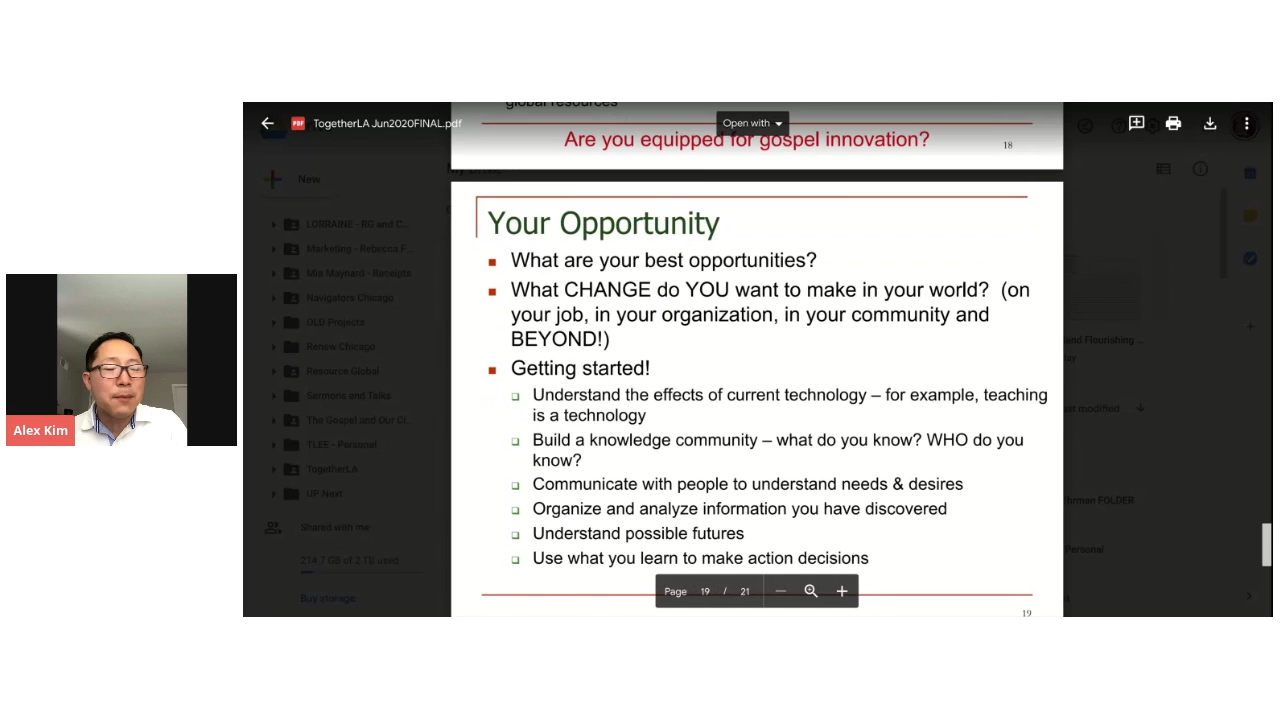 global resources
TogetherLA Jun2020FINAL.pdf
Open with
Are you equipped for gospel innovation?
18
New
LORRAINE - RG and C...
Marketing - Rebecca F...
Mia Maynard - Receipts
Navigators Chicago
OLD Projects
Renew Chicago
Resource Global
Sermons and Talks
The Gospel and Our Ci...
TLEE - Personal
TogetherLA
UP Next
Shared with me
214.7 GB of 2 TB used
Buy storage
Your Opportunity
What are your best opportunities?
What CHANGE do YOU want to make in your world? (on
your job, in your organization, in your community and
BEYOND!)
Getting started!
Understand the effects of current technology – for example, teaching
is a technology
Build a knowledge community – what do you know? WHO do you
know?
Communicate with people to understand needs & desires
Organize and analyze information you have discovered
Understand possible futures
Use what you learn to make action decisions
Page 19 / 21
19
and Flourishing ...
FOLDER
Personal
Alex Kim